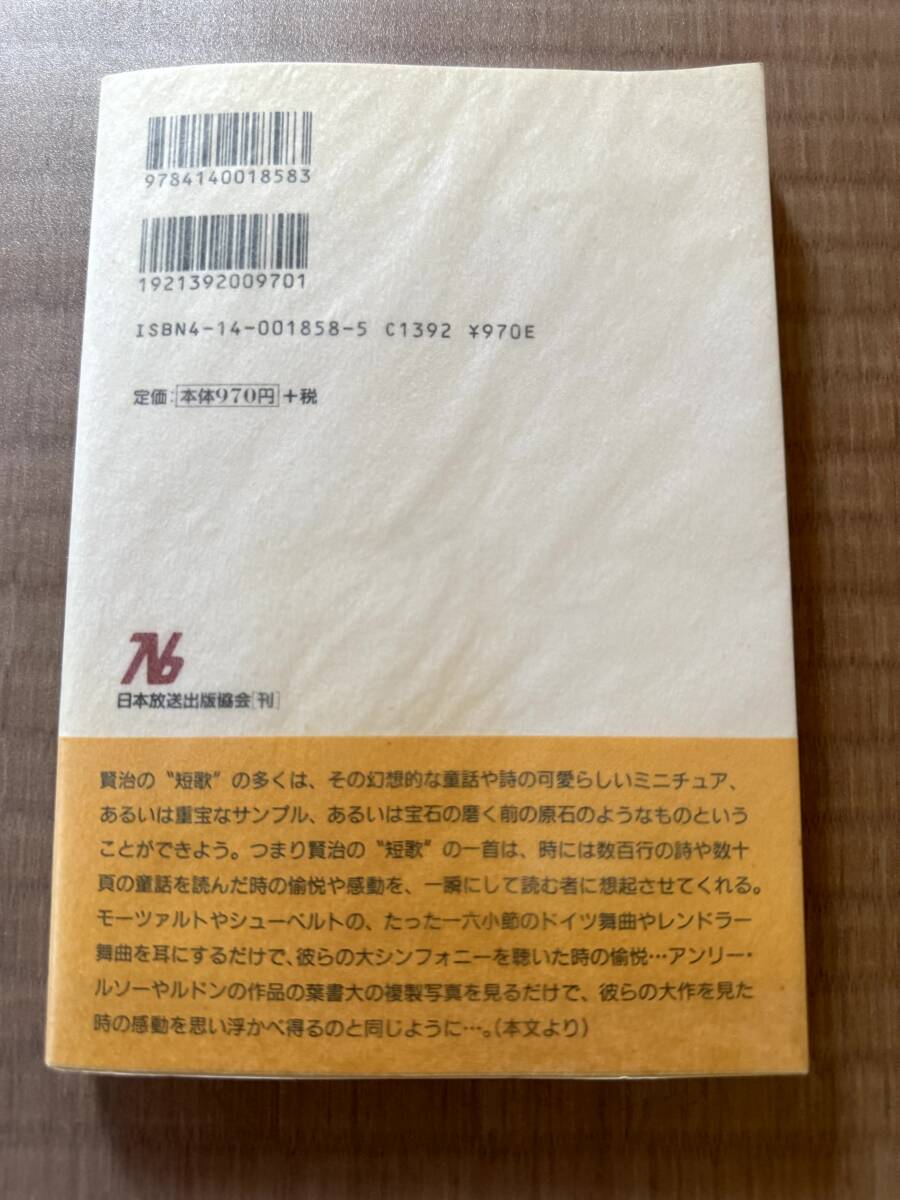 9784140018583
1921392009701
ISBN4-14-001858-5 C1392 ¥970E
定価:本体970円+税
日本放送出版協会[刊]
賢治の〝短歌〟の多くは、その幻想的な童話や詩の可愛らしいミニチュア、
あるいは重宝なサンプル、あるいは宝石の磨く前の原石のようなものという
ことができよう。つまり賢治の〝短歌〟の一首は、時には数百行の詩や数十
頁の童話を読んだ時の愉悦や感動を、一瞬にして読む者に想起させてくれる。
モーツァルトやシューベルトの、たった一六小節のドイツ舞曲やレンドラー
舞曲を耳にするだけで、彼らの大シンフォニーを聴いた時の愉悦…アンリー・
ルソーやルドンの作品の葉書大の複製写真を見るだけで、彼らの大作を見た
時の感動を思い浮かべ得るのと同じように…。(本文より)